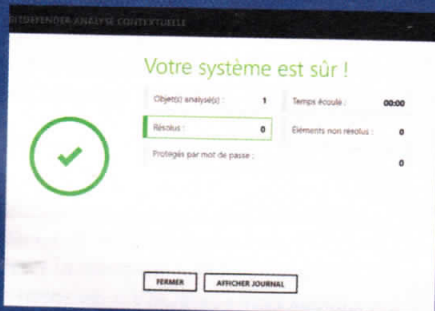 BITDEFENDER-ANALYSE CONTEXTUELLE
Votre système est sûr !
Objet(s) analysé(s) : 1 Temps écoulé : 00:00
Résolus : 0 Éléments non résolus : 0
Protégés par mot de passe : 0
FERMER AFFICHER JOURNAL